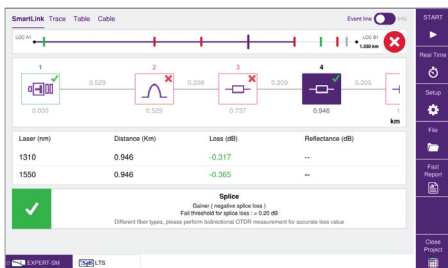 SmartLink Trace Table Cable Event line Info START
LOC A1 LOC B1
1.030 km
Real Time
1 2 3 4
0.529 0.208 0.209 0.205
Setup
0.000 0.529 0.737 0.946 1
km
File
Laser (nm) Distance (Km) Loss (dB) Reflectance (dB)
1310 0.946 -0.317 --
Fast
Report
1550 0.946 -0.365 --
Splice
Gainer ( negative splice loss )
Fail threshold for splice loss : > 0.20 dB
Different fiber types, please perform bidirectional OTDR measurement for accurate loss value
Close
Project
EXPERT-SM LTS